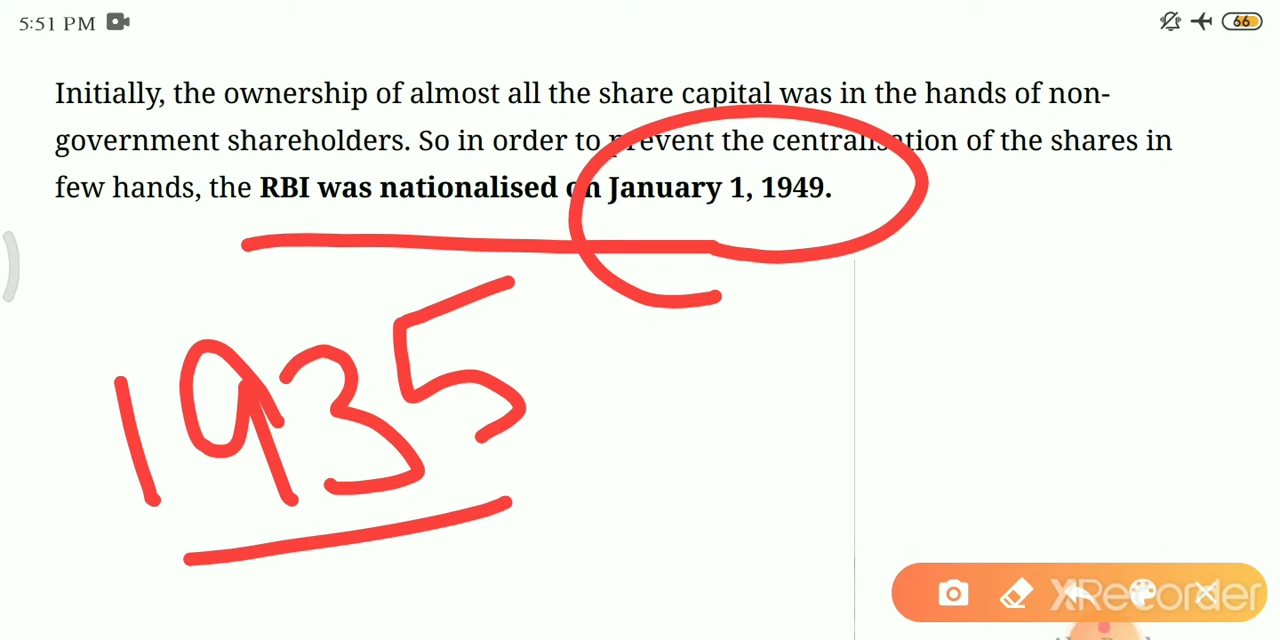 5:51 PM
66
Initially, the ownership of almost all the share capital was in the hands of non-
government shareholders. So in order to prevent the centralisation of the shares in
few hands, the RBI was nationalised on January 1, 1949.
1935
XRecorder